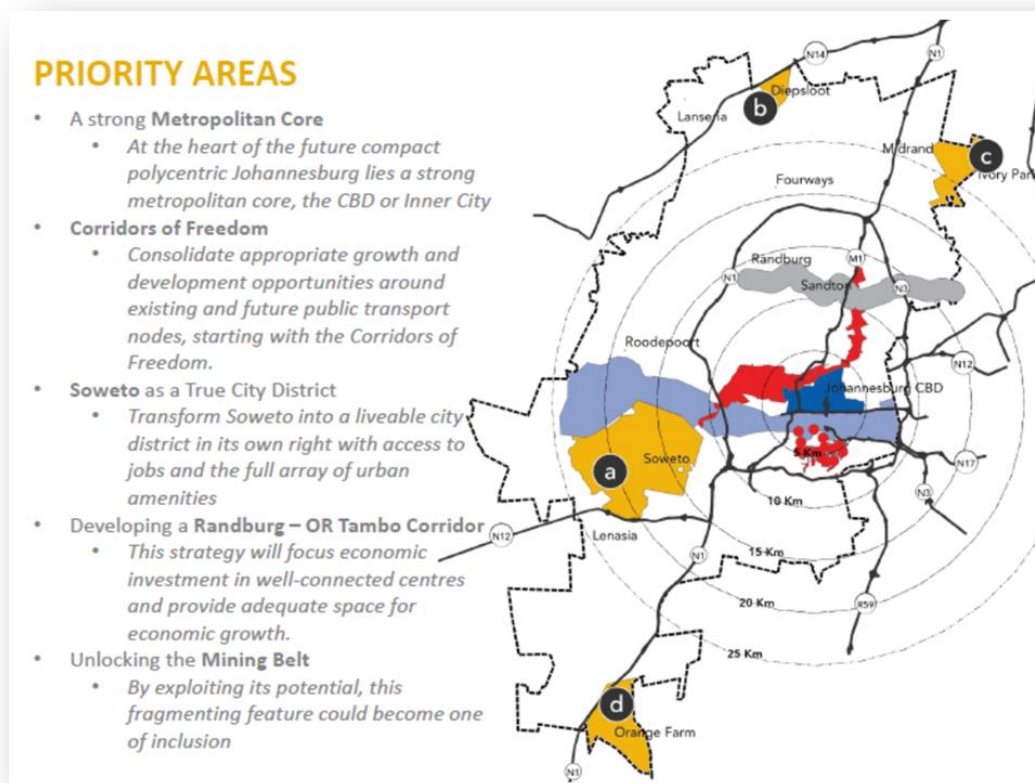 PRIORITY AREAS
• A strong Metropolitan Core
• At the heart of the future compact
polycentric Johannesburg lies a strong
metropolitan core, the CBD or Inner City
• Corridors of Freedom
• Consolidate appropriate growth and
development opportunities around
existing and future public transport
nodes, starting with the Corridors of
Freedom.
• Soweto as a True City District
• Transform Soweto into a liveable city
district in its own right with access to
jobs and the full array of urban
amenities
• Developing a Randburg – OR Tambo Corridor
• This strategy will focus economic
investment in well-connected centres
and provide adequate space for
economic growth.
• Unlocking the Mining Belt
• By exploiting its potential, this
fragmenting feature could become one
of inclusion
N14
N1
Diepsloot
b
Lanseria
Midrand
c
Ivory Park
Fourways
Randburg
M1
N1
Sandton
N3
Roodepoort
N12
Johannesburg CBD
Soweto
a
5 Km
N17
N3
10 Km
N12
Lenasia
N1
15 Km
20 Km
R59
25 Km
d
Orange Farm
N1